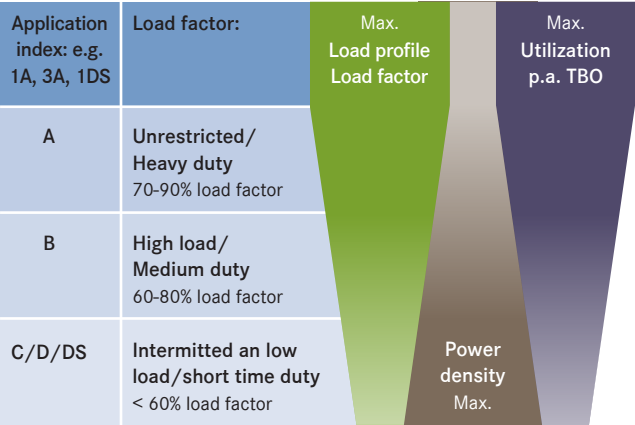 Application
index: e.g.
1A, 3A, 1DS
Load factor:
Max.
Load profile
Load factor
Max.
Utilization
p.a. TBO
A
Unrestricted/
Heavy duty
70-90% load factor
B
High load/
Medium duty
60-80% load factor
C/D/DS
Intermitted an low
load/short time duty
< 60% load factor
Power
density
Max.